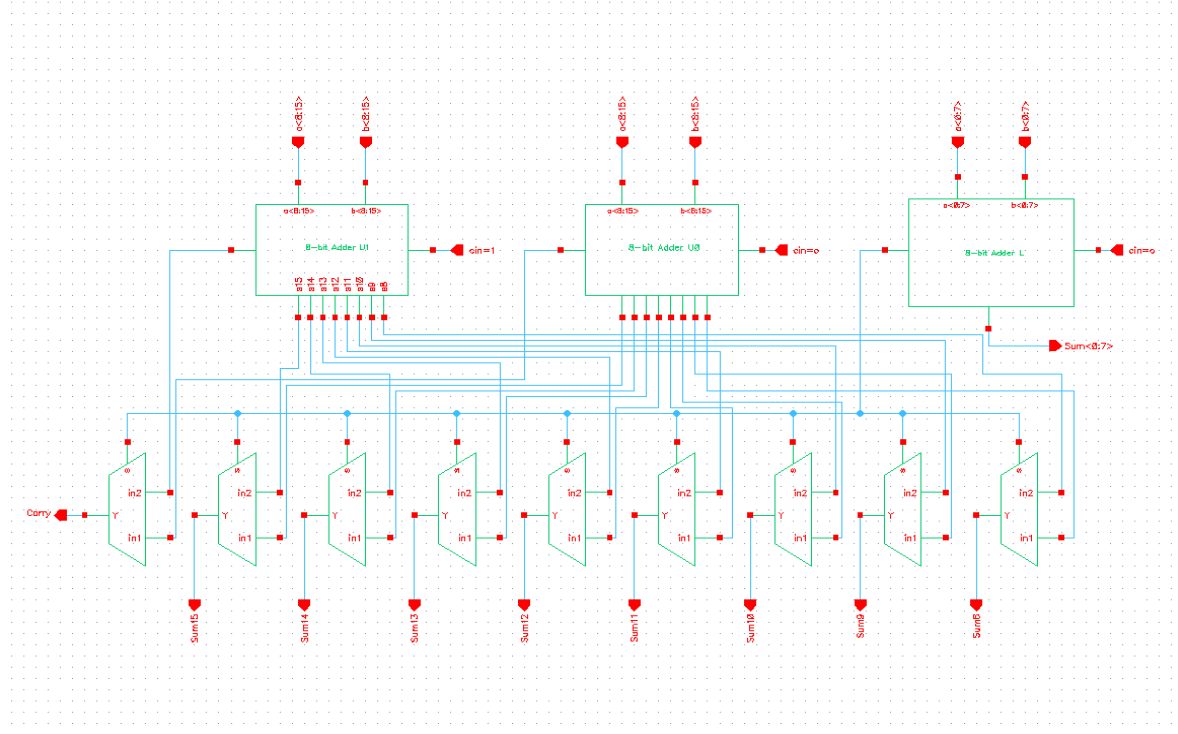 a<8:15>
b<8:15>
a<8:15>
b<8:15>
a<0:7>
b<0:7>
a<8:15>
b<8:15>
a<8:15>
b<8:15>
a<0:7>
b<0:7>
8-bit Adder U1
cin=1
8-bit Adder U0
cin=o
8-bit Adder L
cin=o
s15
s14
s13
s12
s11
s10
s9
s8
Sum<0:7>
s
s
s
s
s
s
s
s
s
in2
in2
in2
in2
in2
in2
in2
in2
in2
Carry
Y
Y
Y
Y
Y
Y
Y
Y
Y
in1
in1
in1
in1
in1
in1
in1
in1
in1
Sum15
Sum14
Sum13
Sum12
Sum11
Sum10
Sum9
Sum8